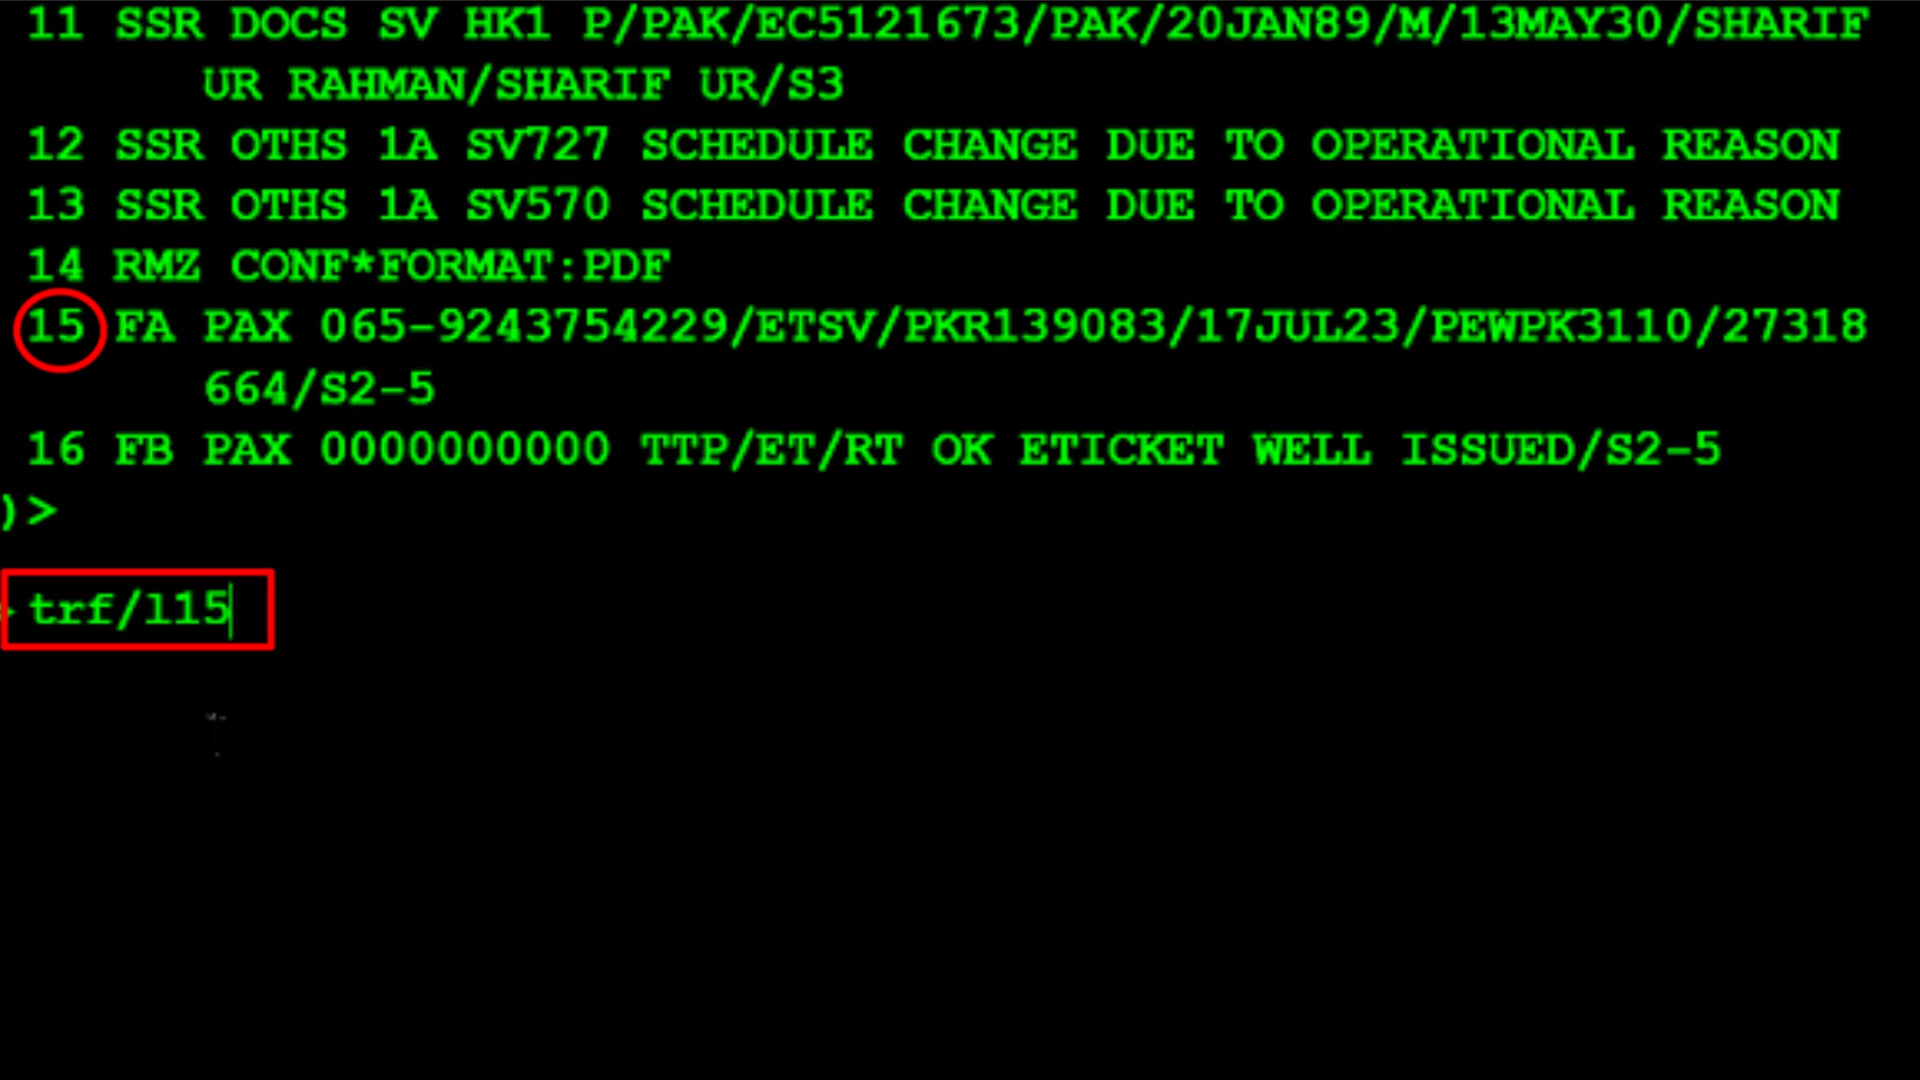 11 SSR DOCS SV HK1 P/PAK/EC5121673/PAK/20JAN89/M/13MAY30/SHARIF
UR RAHMAN/SHARIF UR/S3
12 SSR OTHS 1A SV727 SCHEDULE CHANGE DUE TO OPERATIONAL REASON
13 SSR OTHS 1A SV570 SCHEDULE CHANGE DUE TO OPERATIONAL REASON
14 RMZ CONF*FORMAT:PDF
15 FA PAX 065-9243754229/ETSV/PKR139083/17JUL23/PEWPK3110/27318
664/S2-5
16 FB PAX 0000000000 TTP/ET/RT OK ETICKET WELL ISSUED/S2-5
)>
>trf/l15